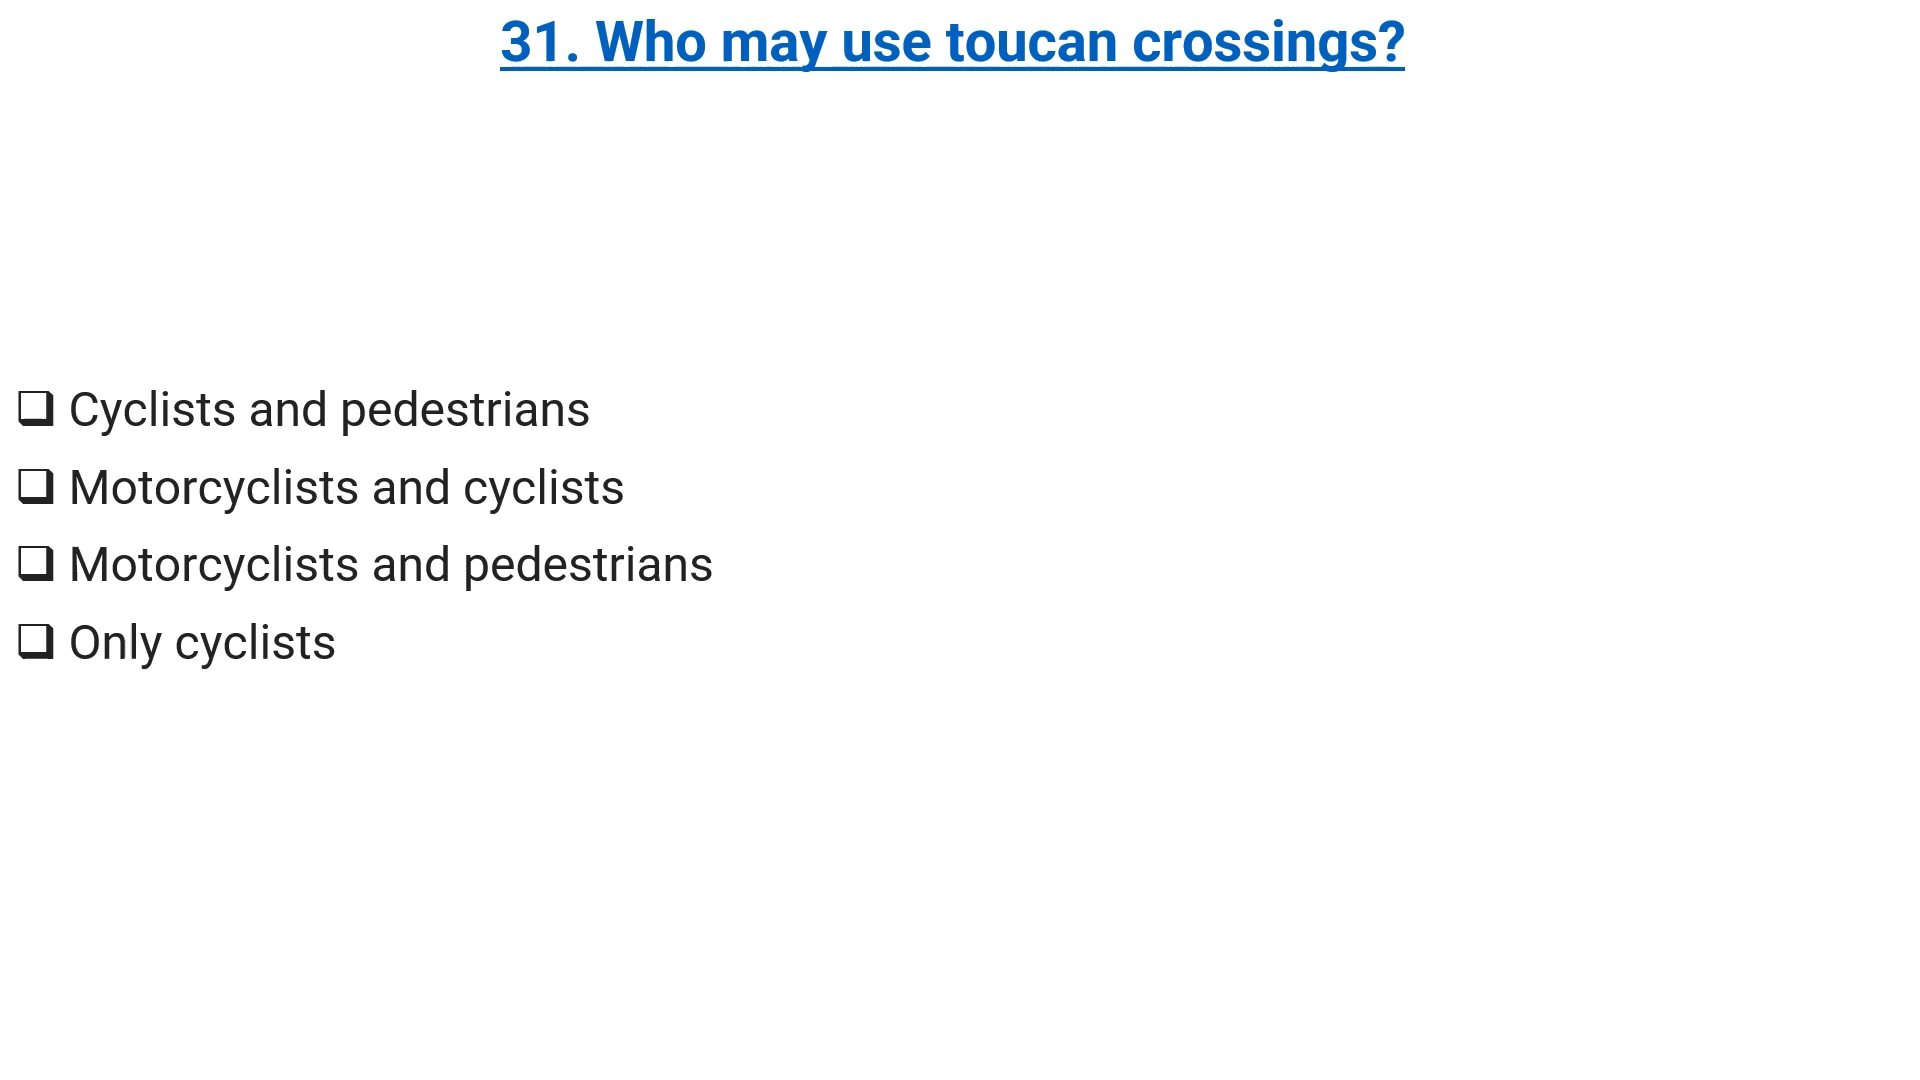 31. Who may use toucan crossings?
❑ Cyclists and pedestrians
❑ Motorcyclists and cyclists
❑ Motorcyclists and pedestrians
❑ Only cyclists